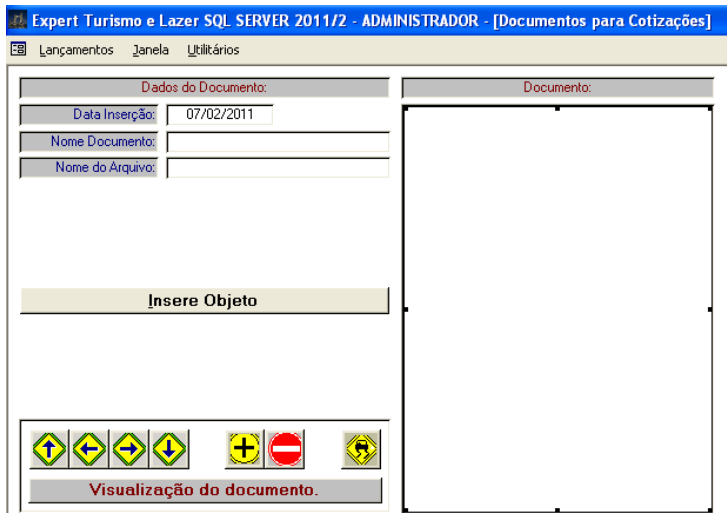 Expert Turismo e Lazer SQL SERVER 2011/2 - ADMINISTRADOR - [Documentos para Cotizações]
Lançamentos Janela Utilitários
Dados do Documento:
Data Inserção: 07/02/2011
Nome Documento:
Nome do Arquivo:
Insere Objeto
Visualização do documento.
Documento: